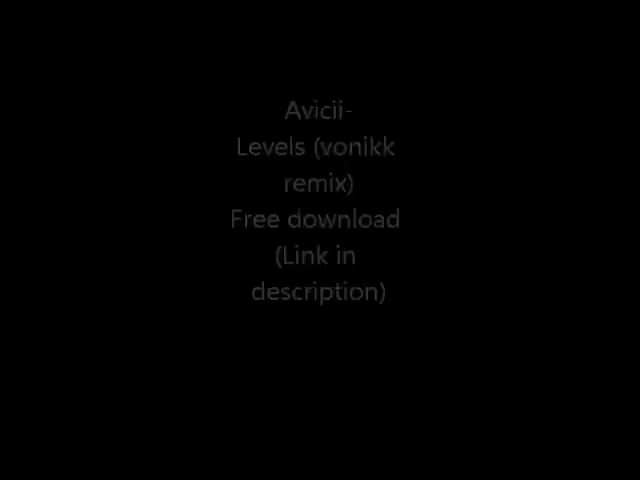 Avicii-
Levels (vonikk
remix)
Free download
(Link in
description)